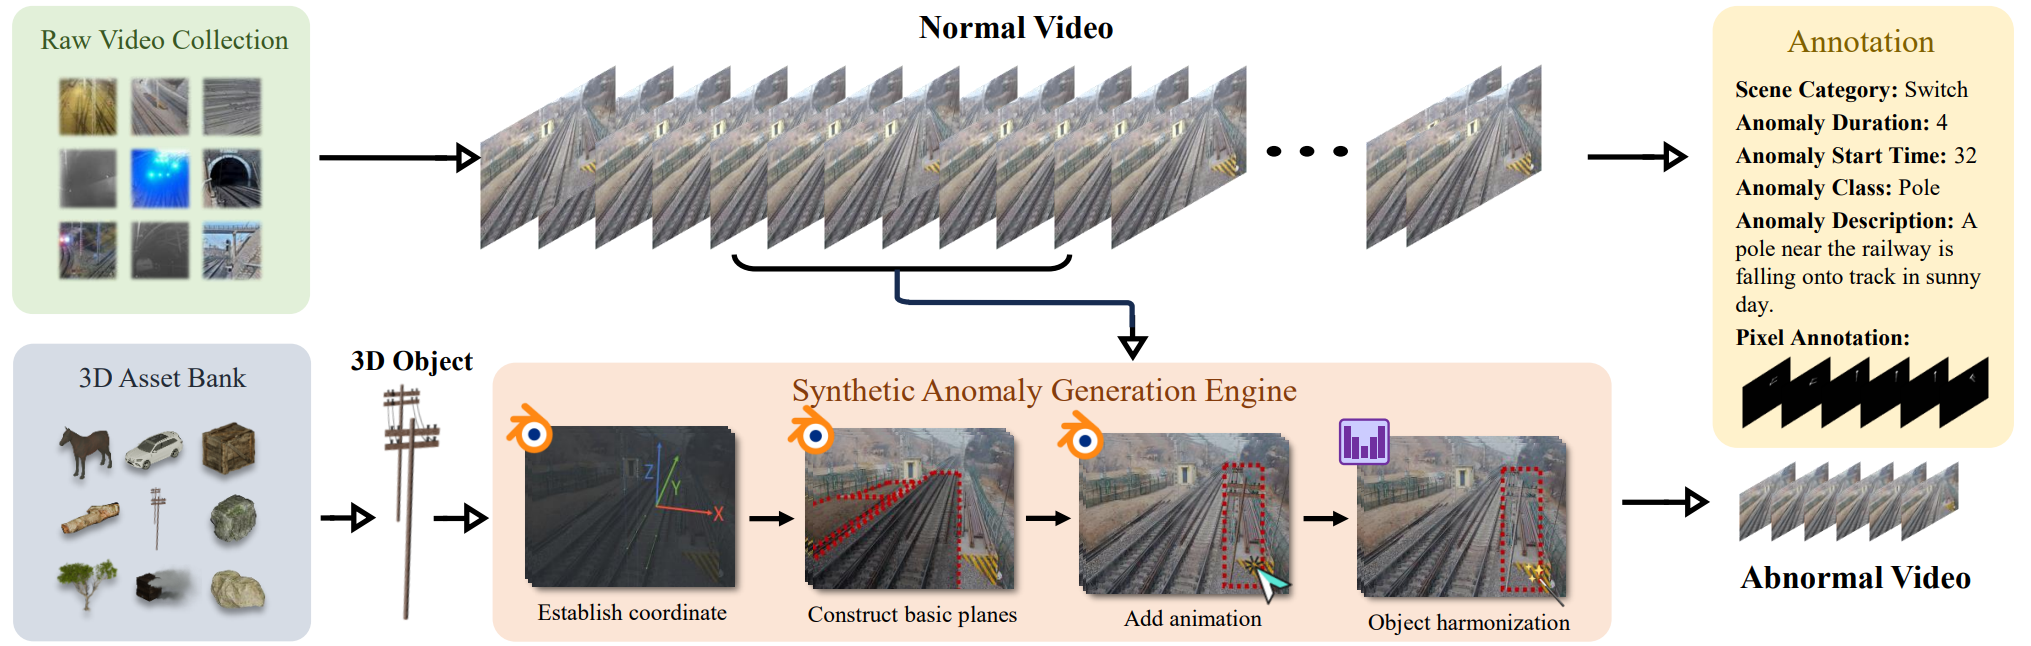 Raw Video Collection
Normal Video
Annotation
Scene Category: Switch
Anomaly Duration: 4
Anomaly Start Time: 32
Anomaly Class: Pole
Anomaly Description: A
pole near the railway is
falling onto track in sunny
day.
Pixel Annotation:
3D Asset Bank
3D Object
Synthetic Anomaly Generation Engine
Z
Y
X
Establish coordinate
Construct basic planes
Add animation
Object harmonization
Abnormal Video